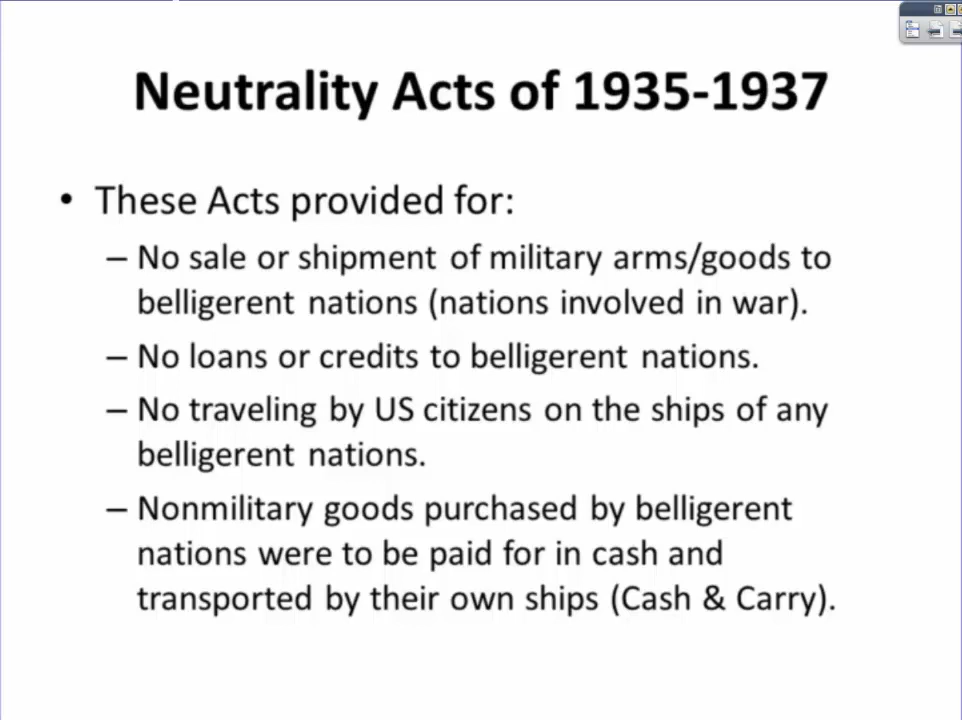 Neutrality Acts of 1935-1937
• These Acts provided for:
– No sale or shipment of military arms/goods to
belligerent nations (nations involved in war).
– No loans or credits to belligerent nations.
– No traveling by US citizens on the ships of any
belligerent nations.
– Nonmilitary goods purchased by belligerent
nations were to be paid for in cash and
transported by their own ships (Cash & Carry).